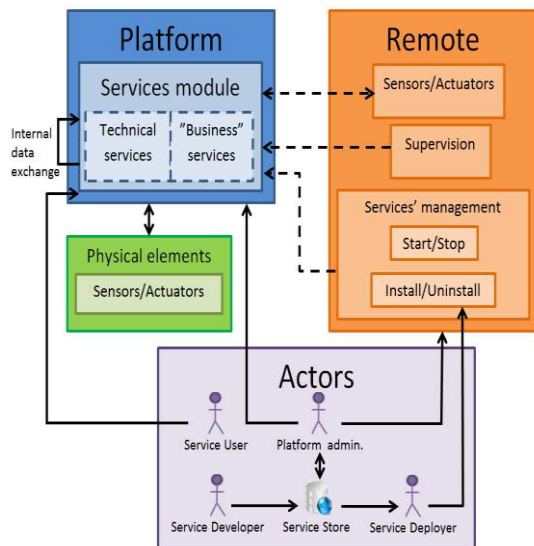 Platform
Services module
Technical
services
”Business”
services
Internal
data
exchange
Physical elements
Sensors/Actuators
Remote
Sensors/Actuators
Supervision
Services’ management
Start/Stop
Install/Uninstall
Actors
Service User
Platform admin.
Service Developer
Service Store
Service Deployer